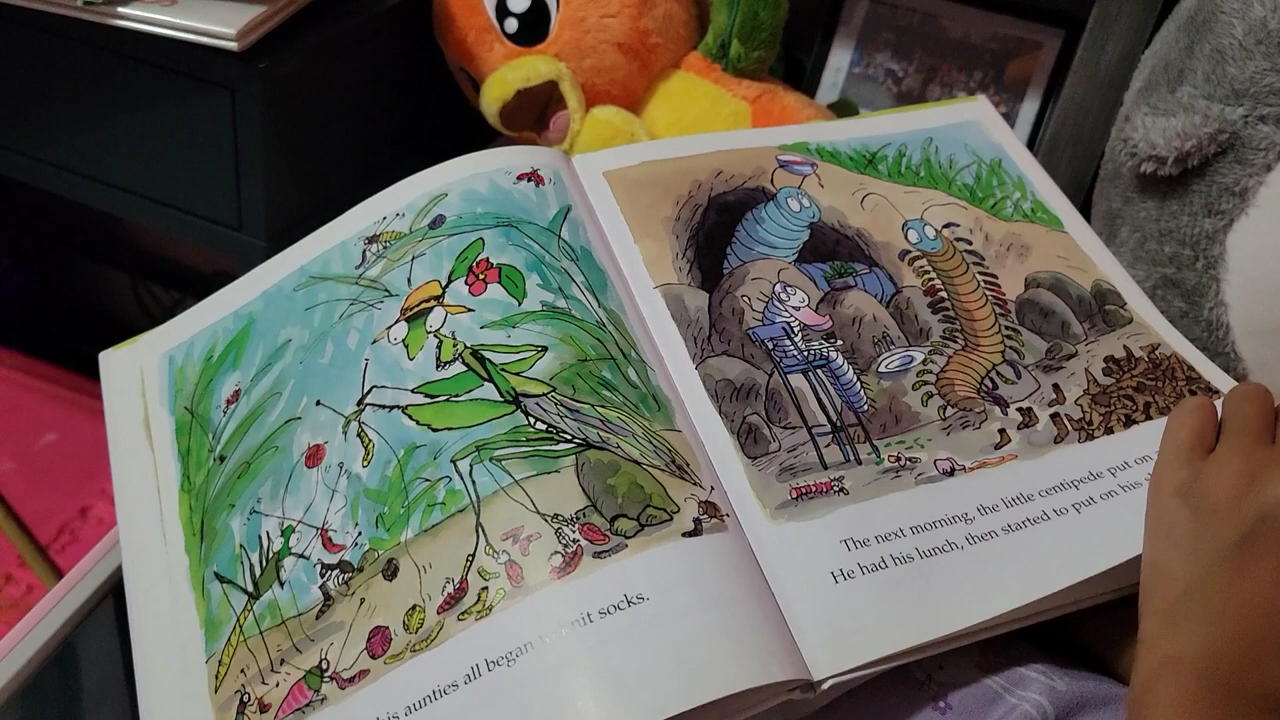 his aunties all began to knit socks.
The next morning, the little centipede put on
He had his lunch, then started to put on his